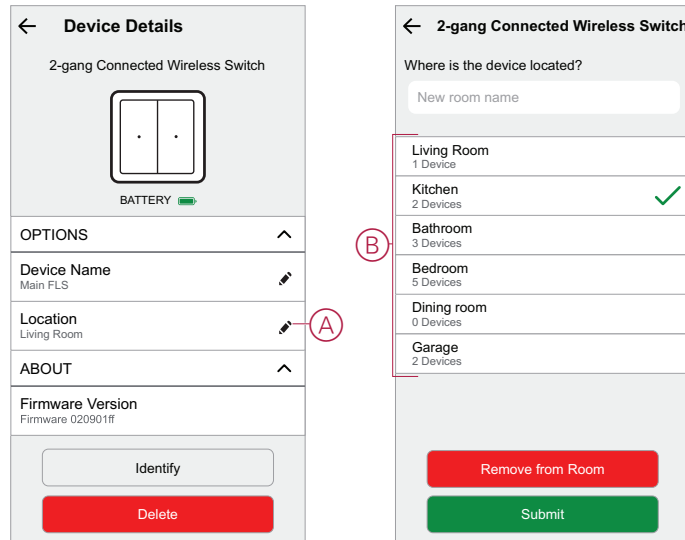 Device Details
2-gang Connected Wireless Switch
BATTERY
OPTIONS
Device Name
Main FLS
Location
Living Room
A
ABOUT
Firmware Version
Firmware 020901ff
Identify
Delete
2-gang Connected Wireless Switch
Where is the device located?
New room name
B
Living Room
1 Device
Kitchen
2 Devices
Bathroom
3 Devices
Bedroom
5 Devices
Dining room
0 Devices
Garage
2 Devices
Remove from Room
Submit